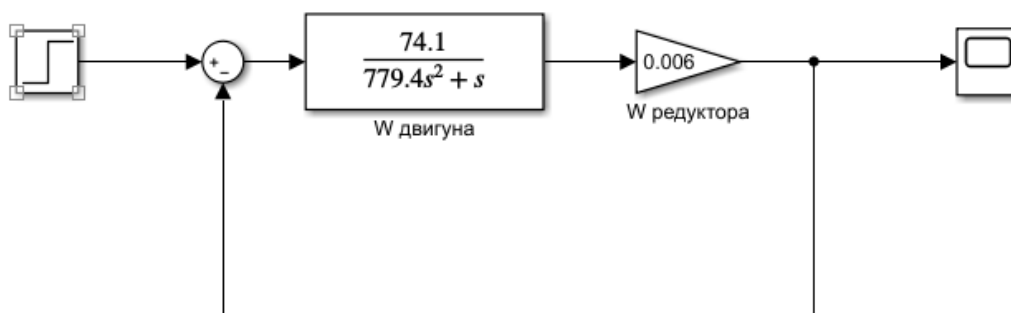 +
−
74.1
779.4s² + s
0.006
W двигуна
W редуктора